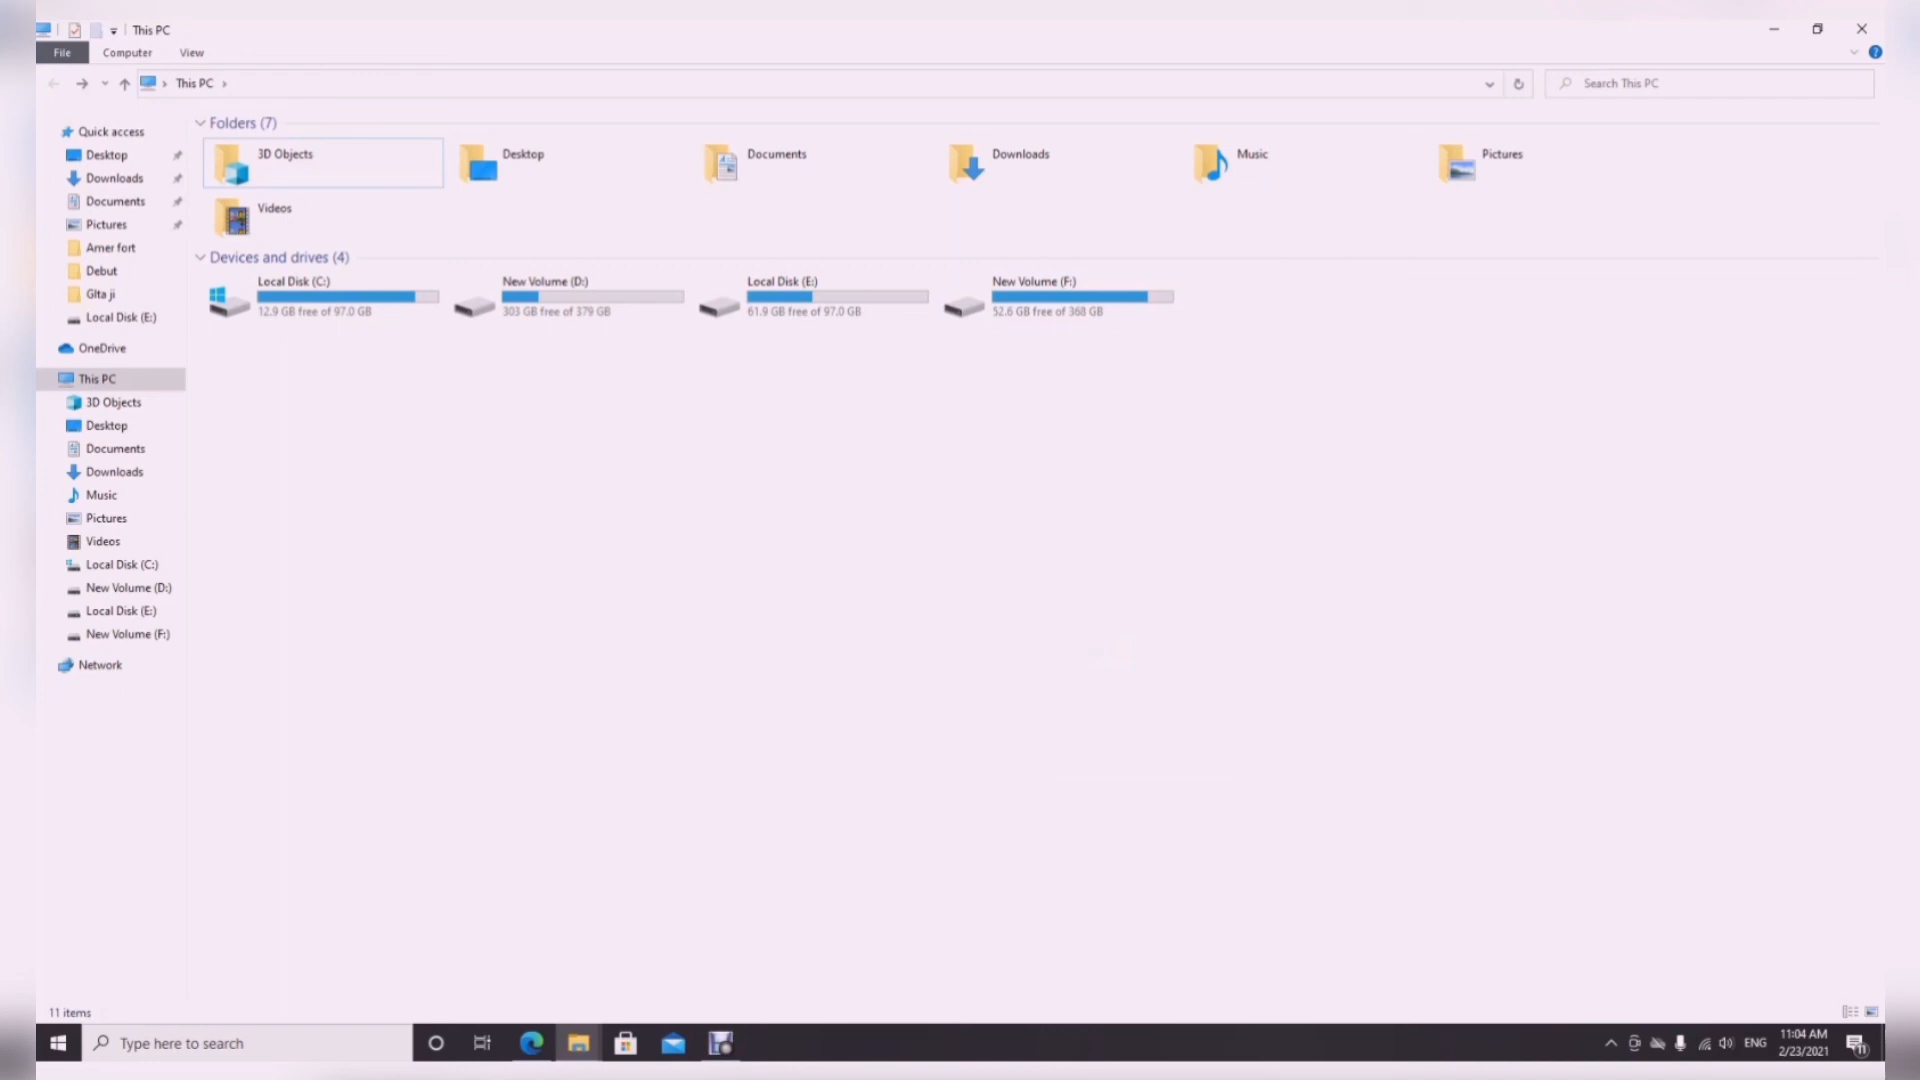 This PC
File Computer View
This PC
Search This PC
Quick access
Desktop
Downloads
Documents
Pictures
Amer fort
Debut
GIta ji
Local Disk (E:)
OneDrive
This PC
3D Objects
Desktop
Documents
Downloads
Music
Pictures
Videos
Local Disk (C:)
New Volume (D:)
Local Disk (E:)
New Volume (F:)
Network
Folders (7)
3D Objects
Desktop
Documents
Downloads
Music
Pictures
Videos
Devices and drives (4)
Local Disk (C:)
12.9 GB free of 97.0 GB
New Volume (D:)
303 GB free of 379 GB
Local Disk (E:)
61.9 GB free of 97.0 GB
New Volume (F:)
52.6 GB free of 368 GB
11 items
Type here to search
ENG
11:04 AM
2/23/2021
11